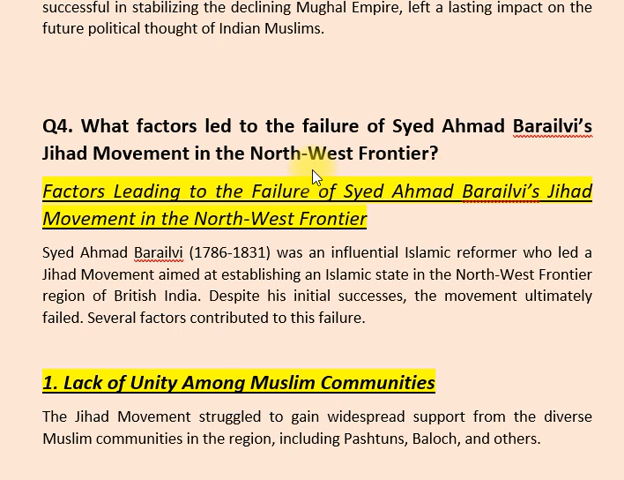 successful in stabilizing the declining Mughal Empire, left a lasting impact on the
future political thought of Indian Muslims.
Q4. What factors led to the failure of Syed Ahmad Barailvi's
Jihad Movement in the North-West Frontier?
Factors Leading to the Failure of Syed Ahmad Barailvi's Jihad
Movement in the North-West Frontier
Syed Ahmad Barailvi (1786-1831) was an influential Islamic reformer who led a
Jihad Movement aimed at establishing an Islamic state in the North-West Frontier
region of British India. Despite his initial successes, the movement ultimately
failed. Several factors contributed to this failure.
1. Lack of Unity Among Muslim Communities
The Jihad Movement struggled to gain widespread support from the diverse
Muslim communities in the region, including Pashtuns, Baloch, and others.